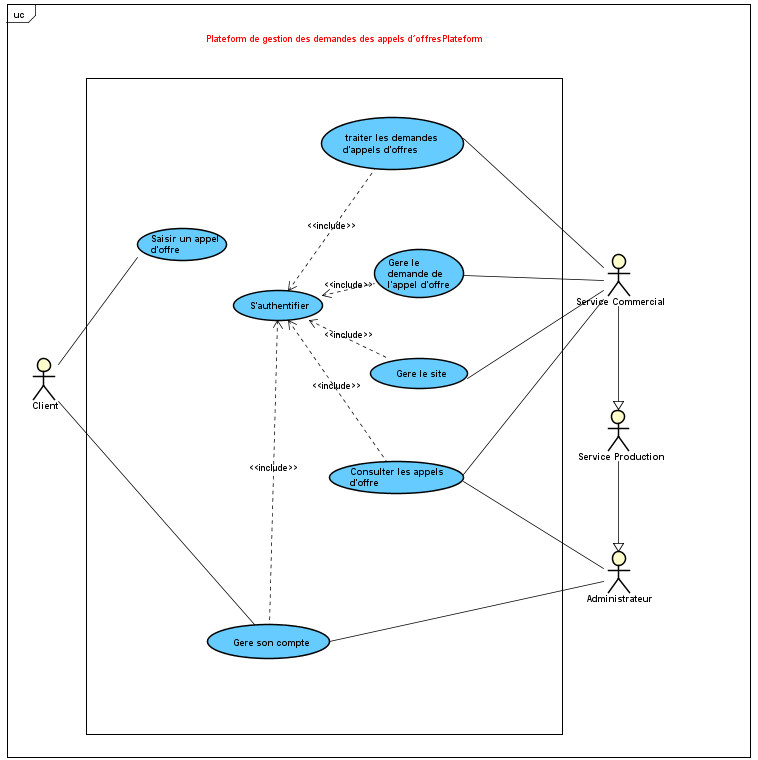 uc
Plateform de gestion des demandes des appels d'offresPlateform
traiter les demandes
d'appels d'offres
<<include>>
Saisir un appel
d'offre
Gere le
demande de
l'appel d'offre
<<include>>
S'authentifier
Service Commercial
<<include>>
Gere le site
<<include>>
Client
Service Production
<<include>>
Consulter les appels
d'offre
Administrateur
Gere son compte